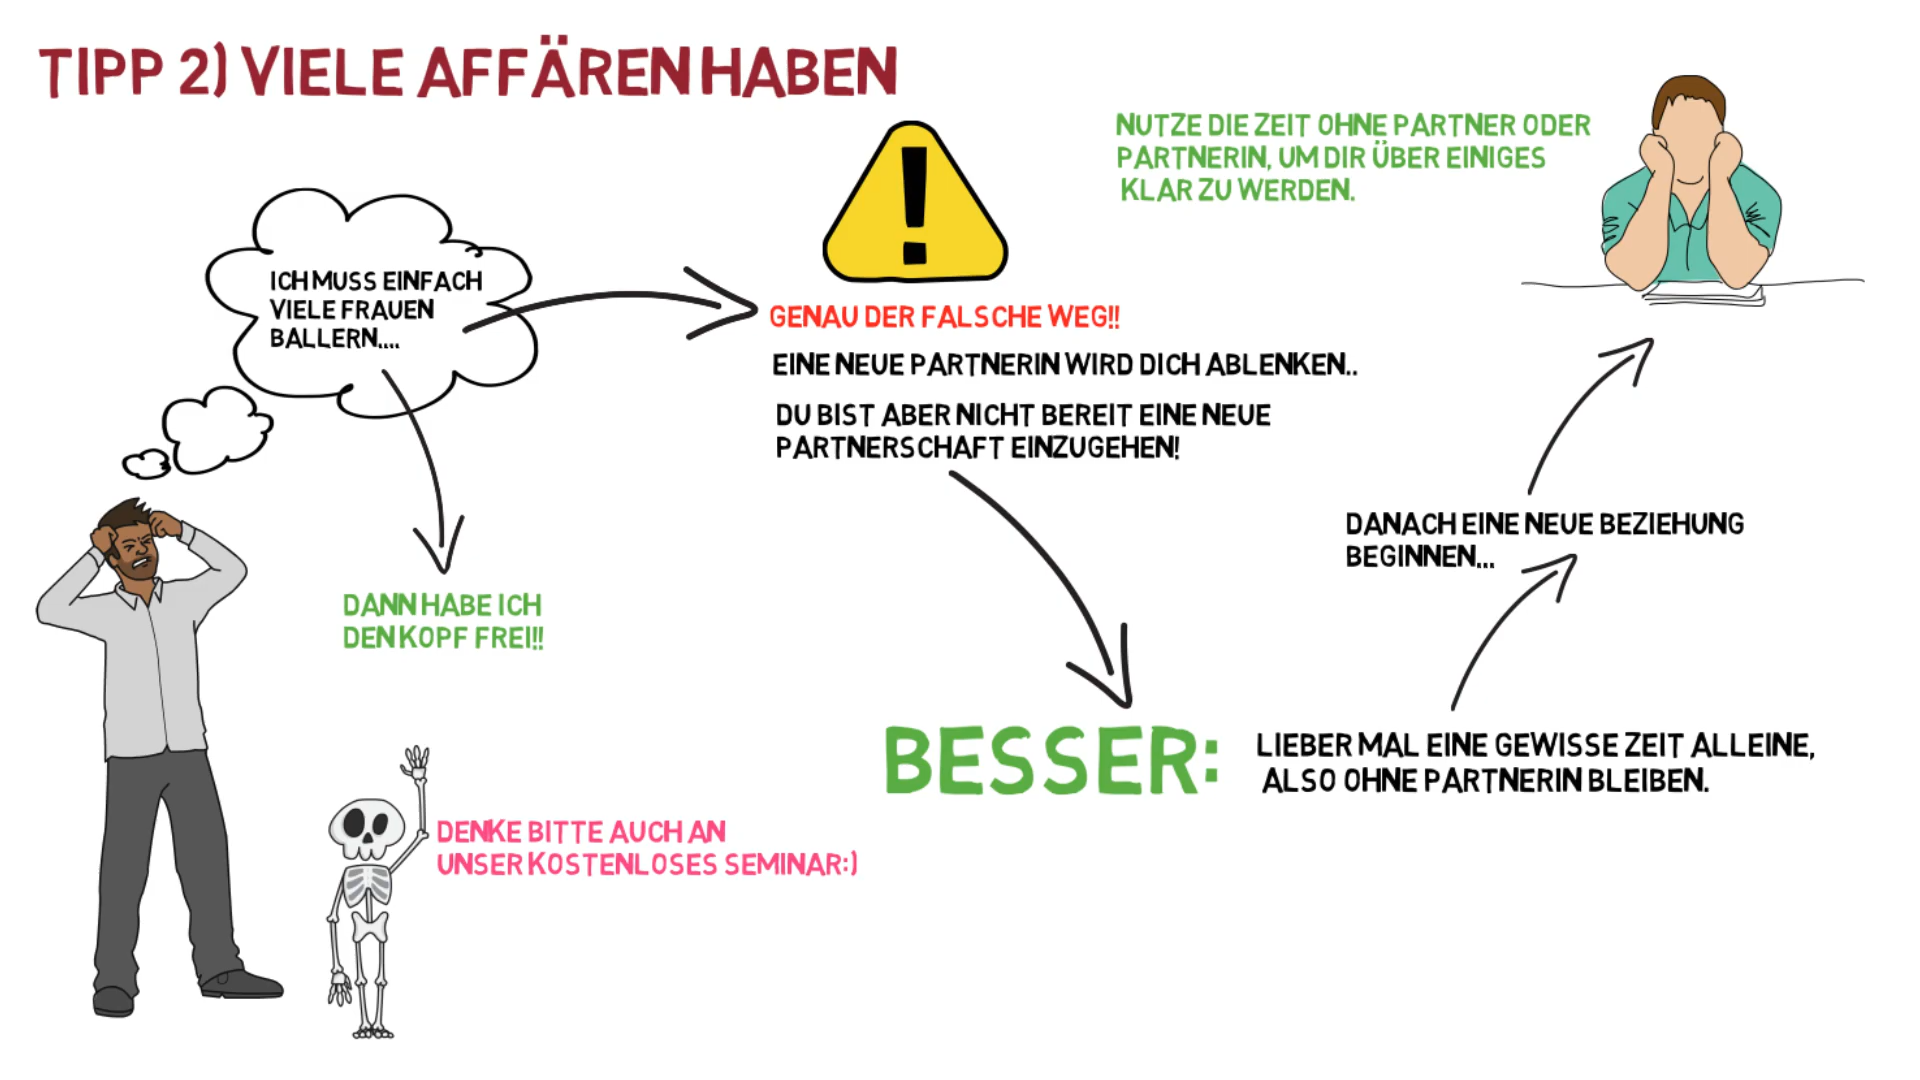 TIPP 2) VIELE AFFÄREN HABEN
NUTZE DIE ZEIT OHNE PARTNER ODER
PARTNERIN, UM DIR ÜBER EINIGES
KLAR ZU WERDEN.
ICH MUSS EINFACH
VIELE FRAUEN
BALLERN....
GENAU DER FALSCHE WEG!!
EINE NEUE PARTNERIN WIRD DICH ABLENKEN..
DU BIST ABER NICHT BEREIT EINE NEUE
PARTNERSCHAFT EINZUGEHEN!
DANACH EINE NEUE BEZIEHUNG
BEGINNEN...
DANN HABE ICH
DEN KOPF FREI!!
BESSER:
LIEBER MAL EINE GEWISSE ZEIT ALLEINE,
ALSO OHNE PARTNERIN BLEIBEN.
DENKE BITTE AUCH AN
UNSER KOSTENLOSES SEMINAR:)